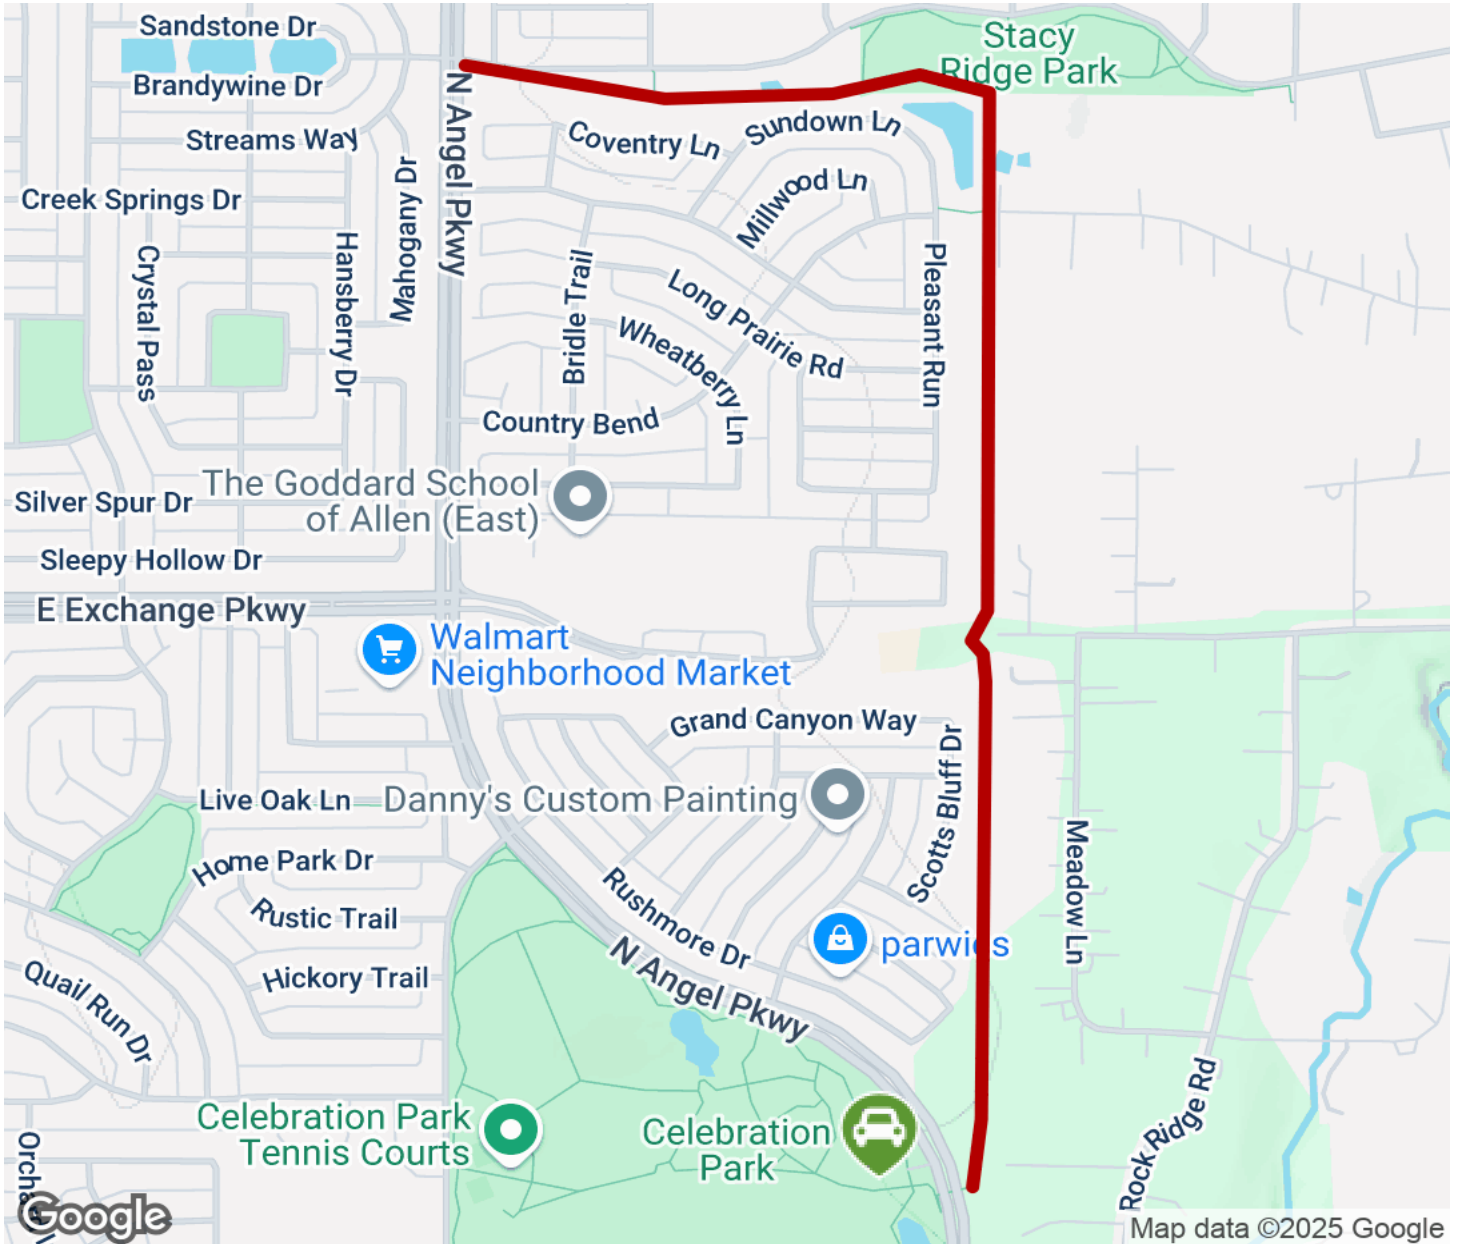 Sandstone Dr
Stacy
Ridge Park
Brandywine Dr
N Angel Pkwy
Streams Way
Coventry Ln
Sundown Ln
Millwood Ln
Creek Springs Dr
Mahogany Dr
Hansberry Dr
Crystal Pass
Bridle Trail
Long Prairie Rd
Pleasant Run
Wheatberry Ln
Country Bend
The Goddard School
of Allen (East)
Silver Spur Dr
Sleepy Hollow Dr
E Exchange Pkwy
Walmart
Neighborhood Market
Grand Canyon Way
Scotts Bluff Dr
Live Oak Ln
Danny's Custom Painting
Meadow Ln
Home Park Dr
Rushmore Dr
Rustic Trail
parwies
N Angel Pkwy
Hickory Trail
Quail Run Dr
Rock Ridge Rd
Celebration Park
Tennis Courts
Celebration
Park
Google
Map data ©2025 Google